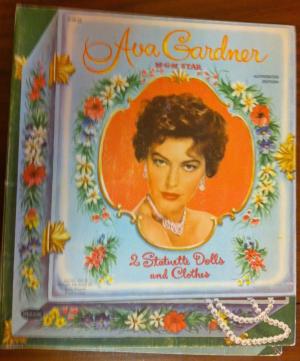 Ava Gardner
M·G·M STAR
AUTHORIZED
EDITION
2 Statuette Dolls
and Clothes